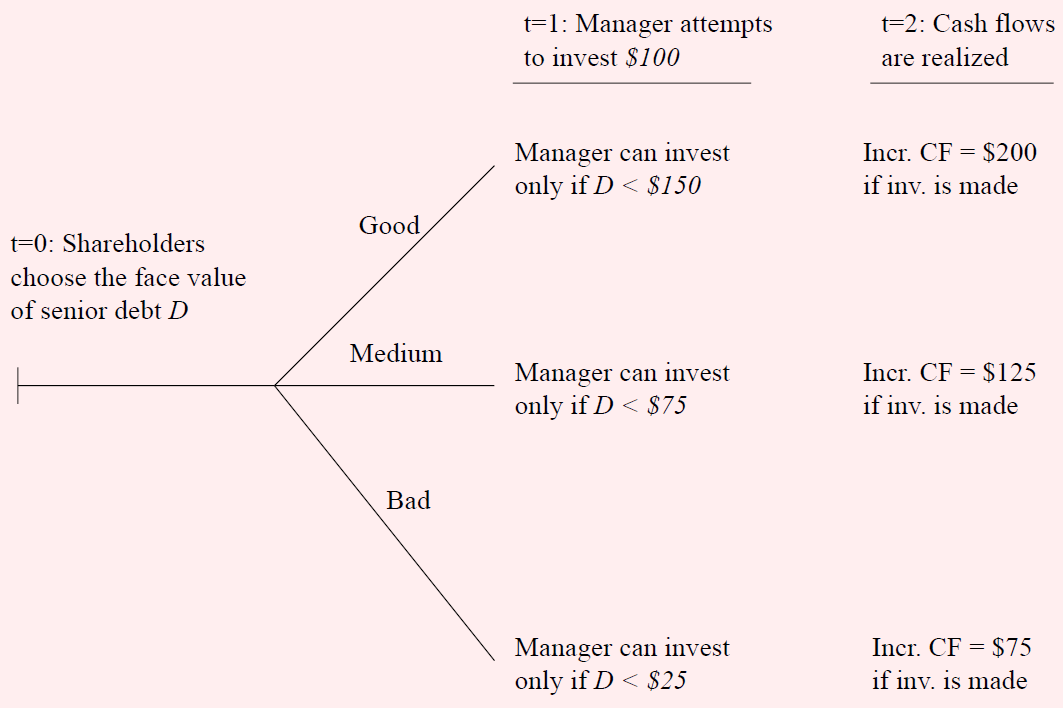 t=1: Manager attempts
to invest $100
t=2: Cash flows
are realized
Manager can invest
only if D < $150
Incr. CF = $200
if inv. is made
Good
t=0: Shareholders
choose the face value
of senior debt D
Medium
Manager can invest
only if D < $75
Incr. CF = $125
if inv. is made
Bad
Manager can invest
only if D < $25
Incr. CF = $75
if inv. is made